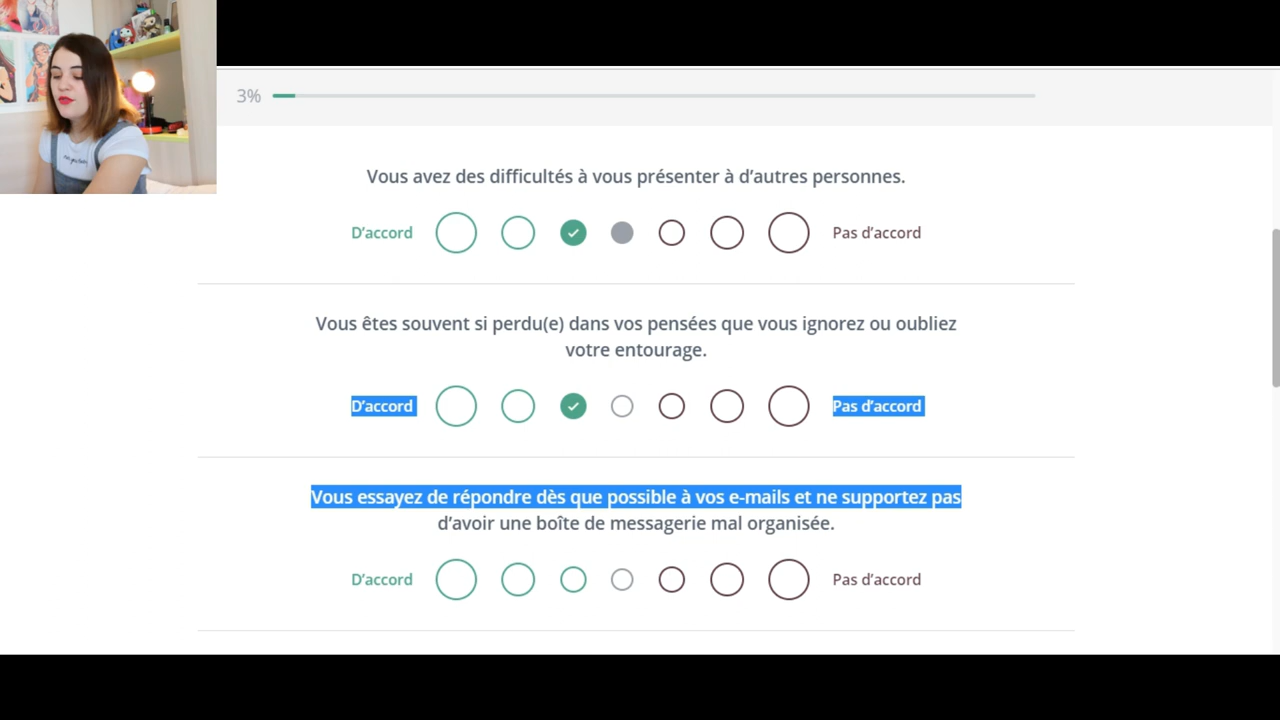 3%
Vous avez des difficultés à vous présenter à d’autres personnes.
D’accord Pas d’accord
Vous êtes souvent si perdu(e) dans vos pensées que vous ignorez ou oubliez
votre entourage.
D’accord Pas d’accord
Vous essayez de répondre dès que possible à vos e-mails et ne supportez pas
d’avoir une boîte de messagerie mal organisée.
D’accord Pas d’accord